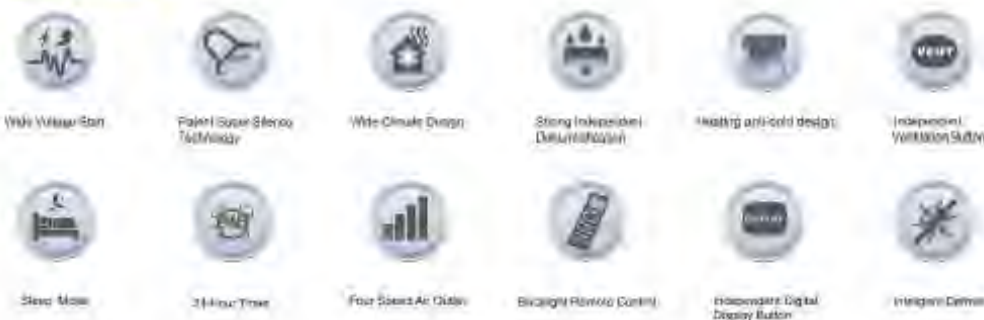 Wide Voltage Start
Patent Super Silence
Technology
Wide Climate Design
Strong Independent
Dehumidification
Heating anti-cold design
VENT
Independent
Ventilation Button
Sleep Mode
24-Hour Timer
Four Speed Air Outlet
Backlight Remote Control
Independent Digital
Display Button
Intelligent